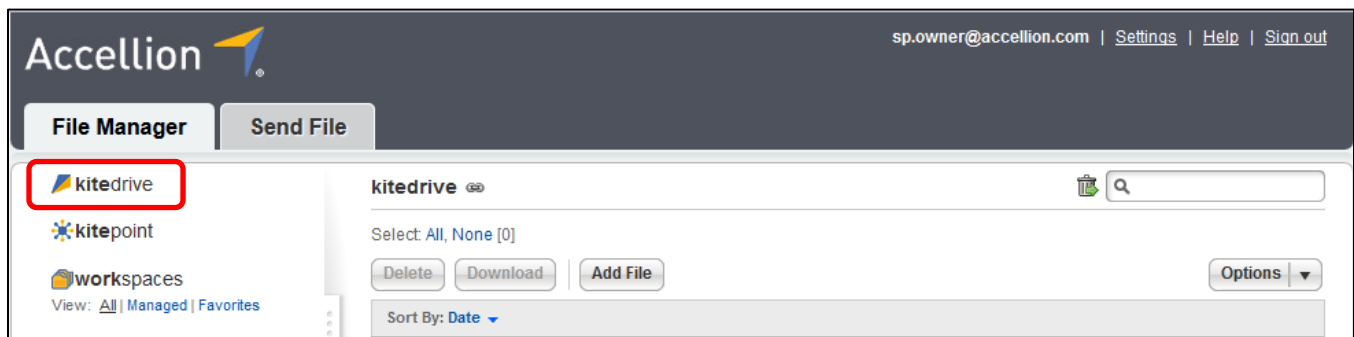 Accellion
sp.owner@accellion.com | Settings | Help | Sign out
File Manager
Send File
kitedrive
kitepoint
workspaces
View: All | Managed | Favorites
kitedrive
Select: All, None [0]
Delete
Download
Add File
Options
Sort By: Date